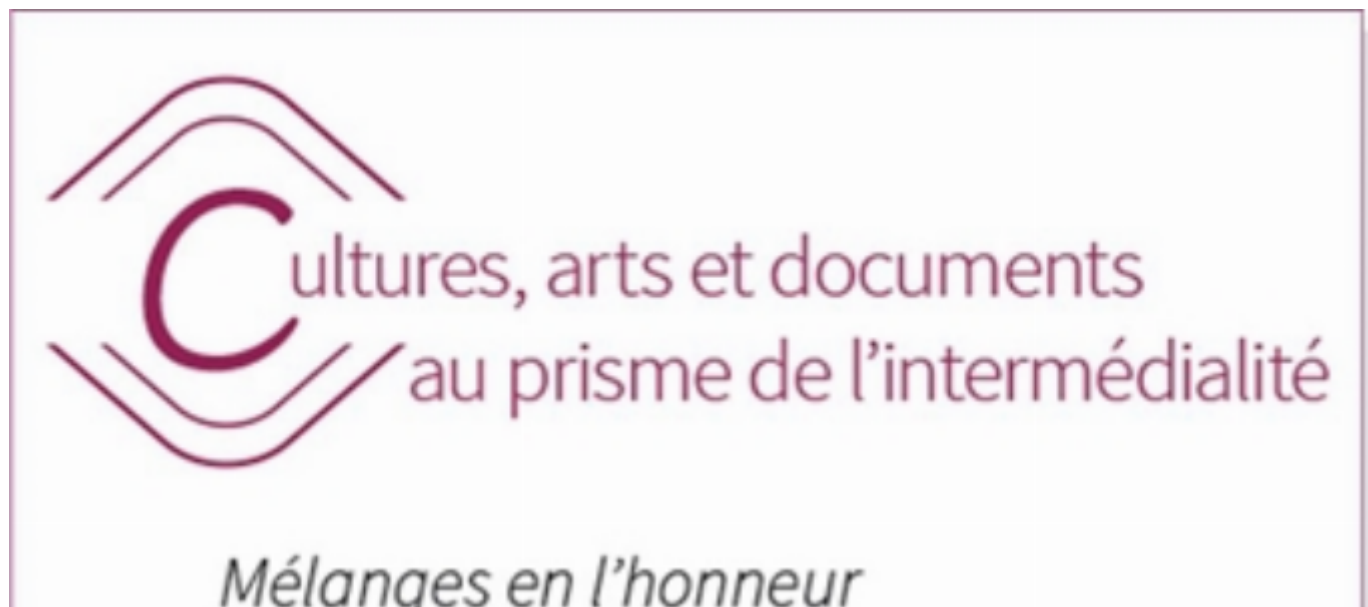 Cultures, arts et documents
au prisme de l'intermédialité
Mélanges en l'honneur